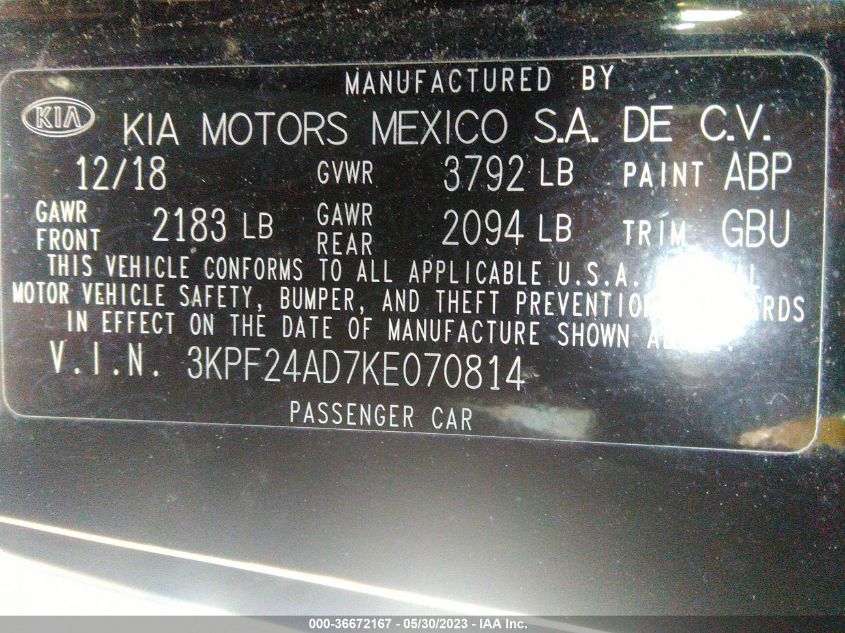 MANUFACTURED BY
KIA KIA MOTORS MEXICO S.A. DE C.V.
12/18 GVWR 3792 LB PAINT ABP
GAWR FRONT 2183 LB GAWR REAR 2094 LB TRIM GBU
THIS VEHICLE CONFORMS TO ALL APPLICABLE U.S.A.
MOTOR VEHICLE SAFETY, BUMPER, AND THEFT PREVENTION
IN EFFECT ON THE DATE OF MANUFACTURE SHOWN
V.I.N. 3KPF24AD7KE070814
PASSENGER CAR
000-36672167 - 05/30/2023 - IAA Inc.